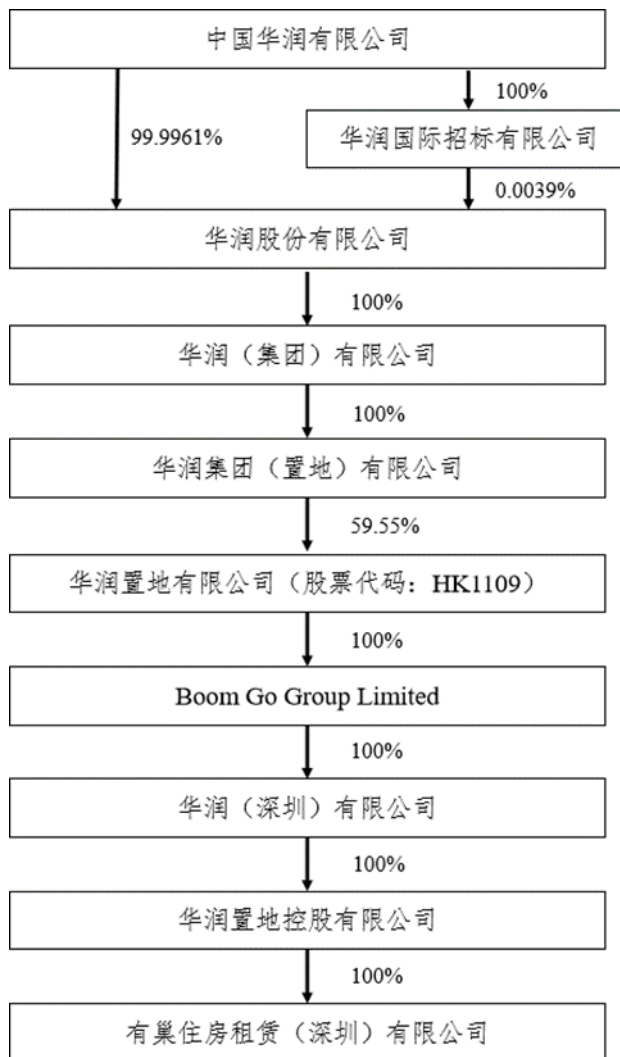 中国华润有限公司
100%
99.9961%
华润国际招标有限公司
0.0039%
华润股份有限公司
100%
华润（集团）有限公司
100%
华润集团（置地）有限公司
59.55%
华润置地有限公司（股票代码：HK1109）
100%
Boom Go Group Limited
100%
华润（深圳）有限公司
100%
华润置地控股有限公司
100%
有巢住房租赁（深圳）有限公司